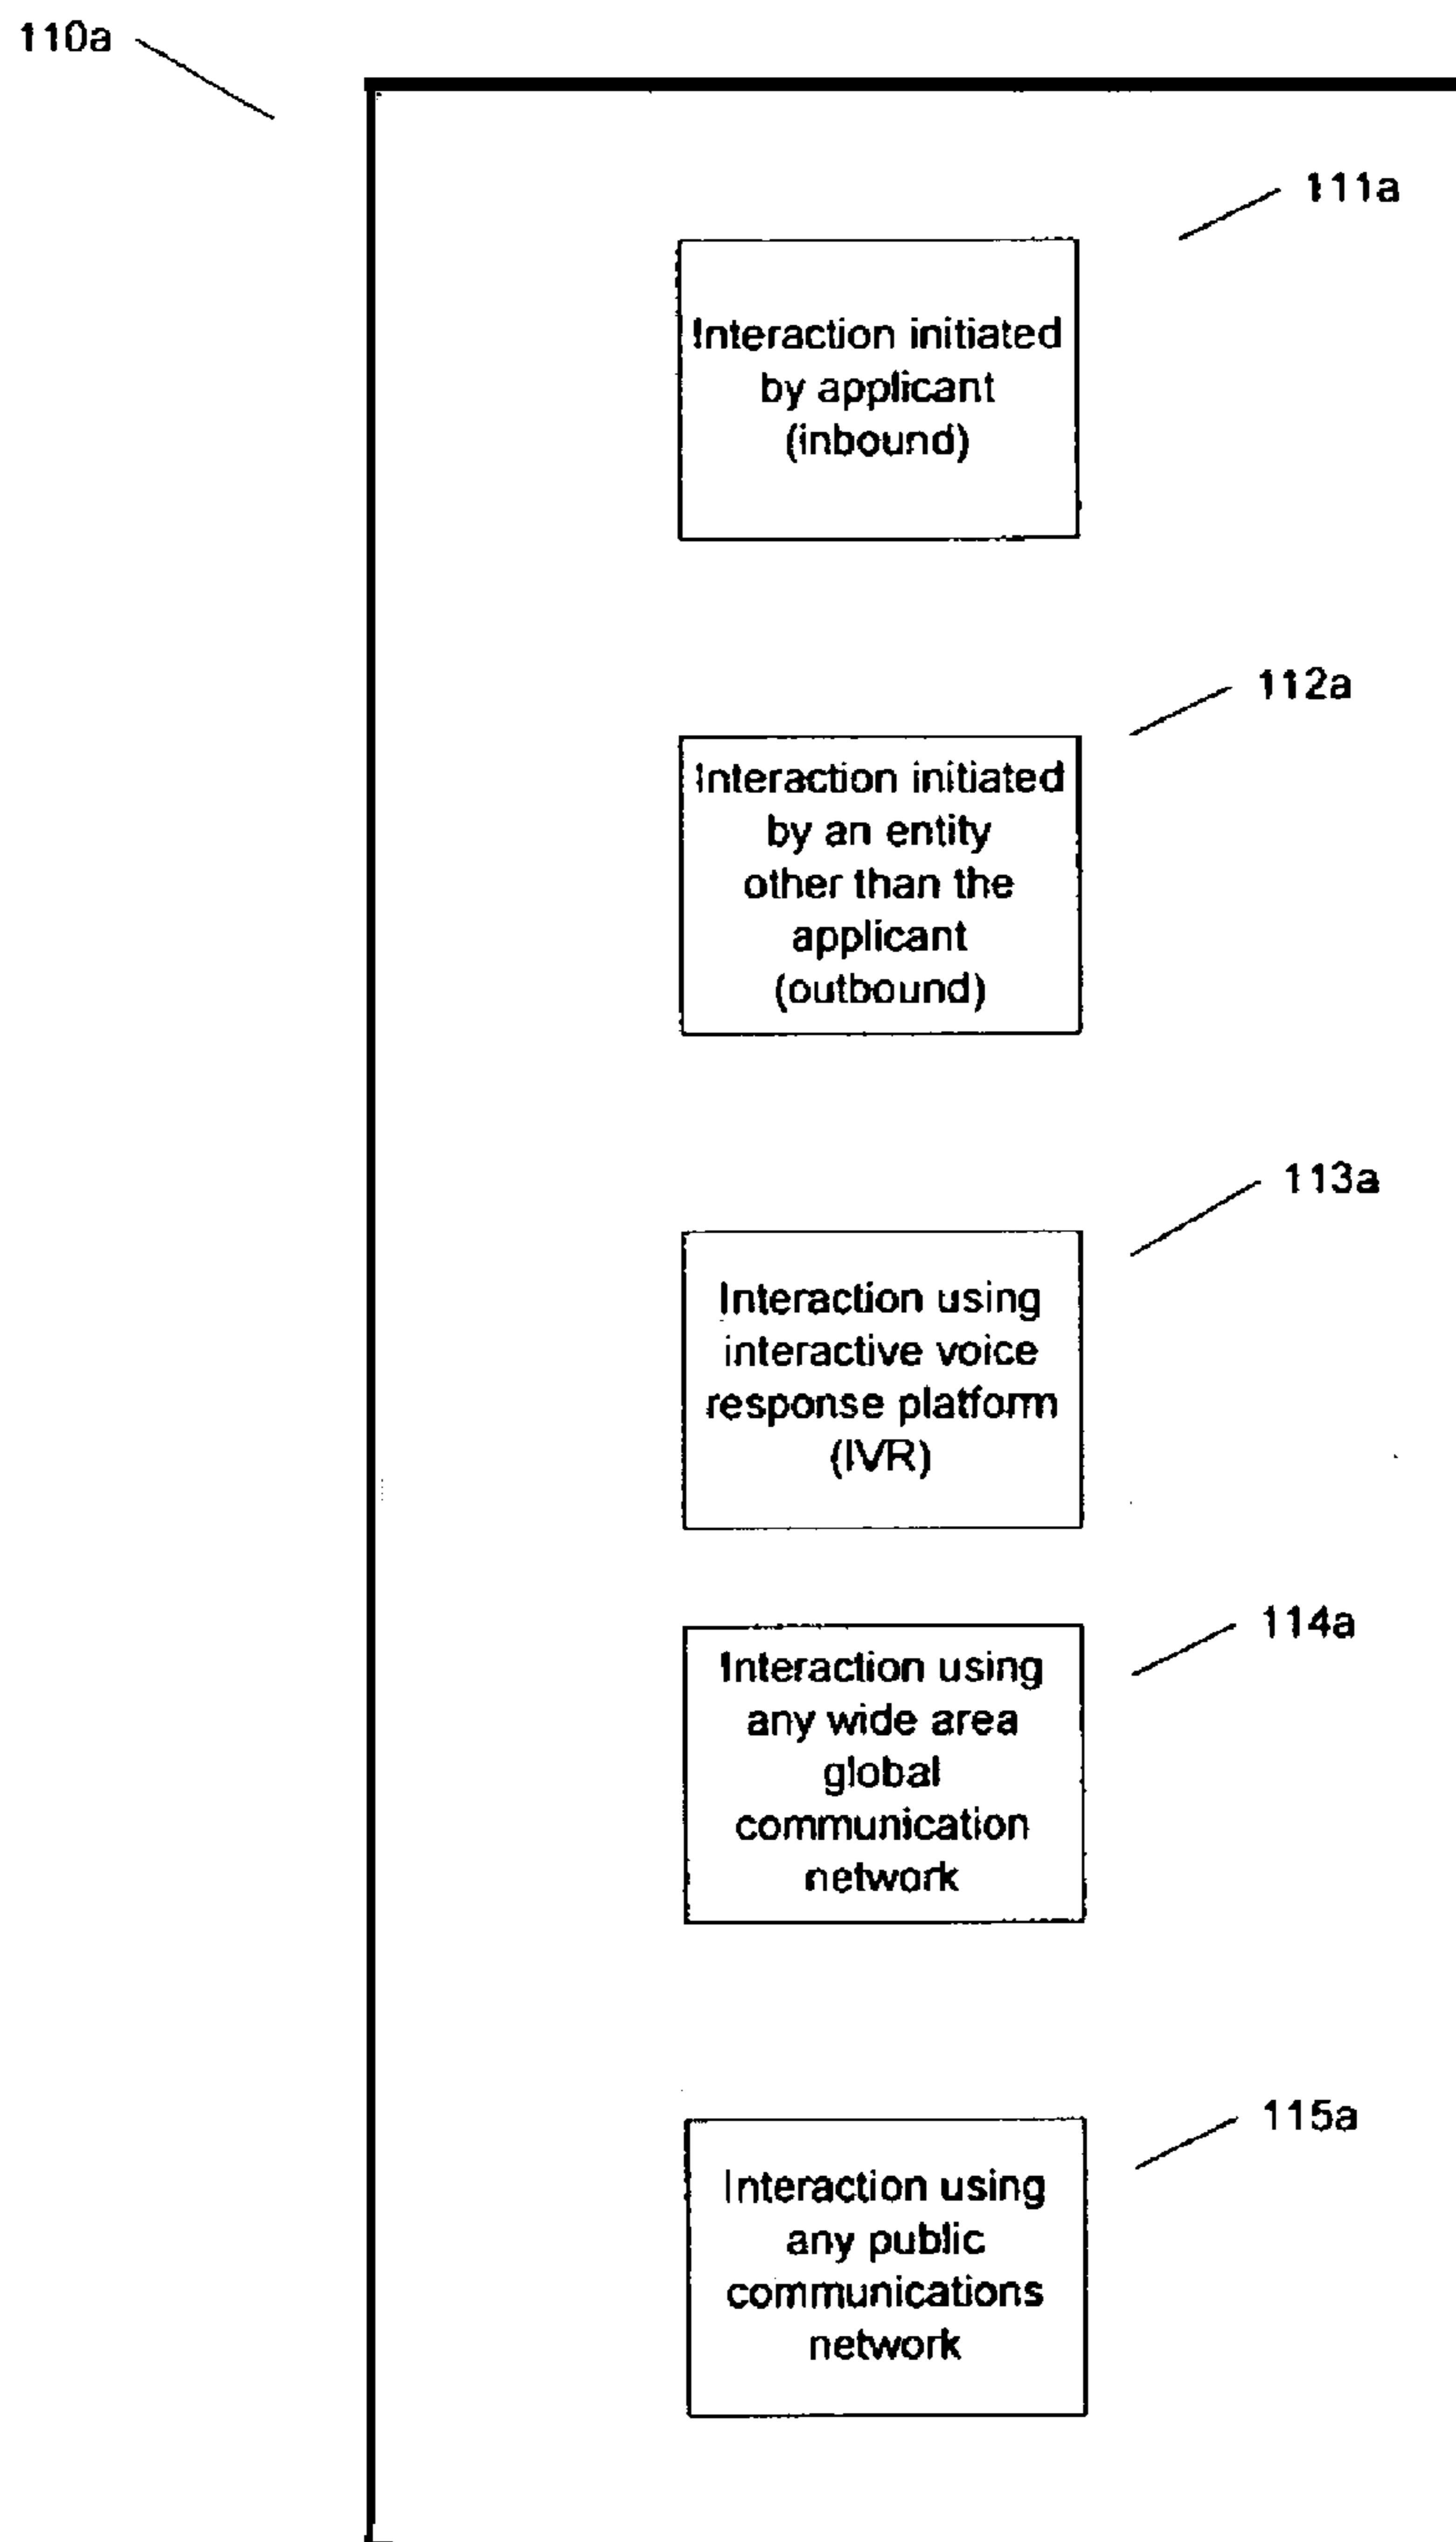 110a
111a
Interaction initiated
by applicant
(inbound)
112a
Interaction initiated
by an entity
other than the
applicant
(outbound)
113a
Interaction using
interactive voice
response platform
(IVR)
114a
Interaction using
any wide area
global
communication
network
115a
Interaction using
any public
communications
network